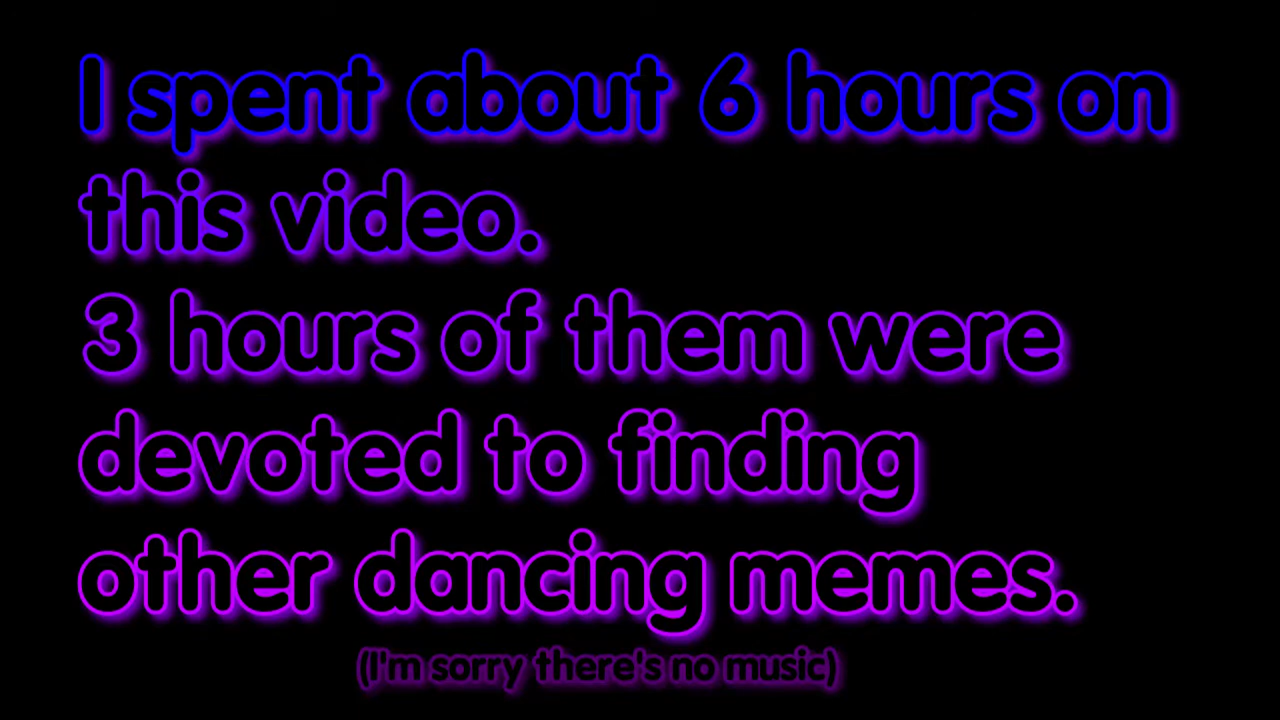 I spent about 6 hours on
this video.
3 hours of them were
devoted to finding
other dancing memes.
(I'm sorry there's no music)